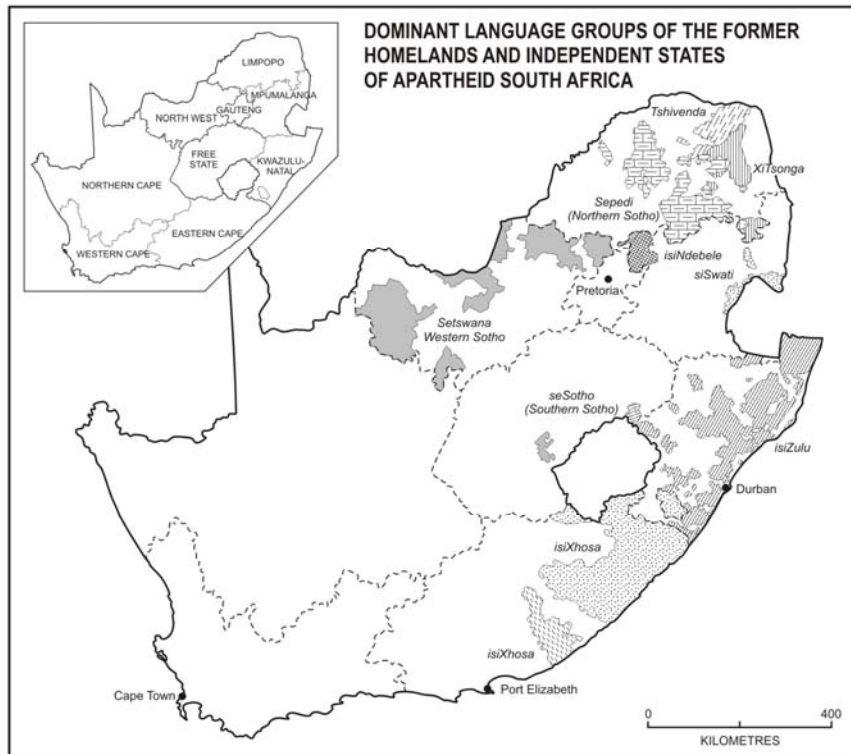 DOMINANT LANGUAGE GROUPS OF THE FORMER
HOMELANDS AND INDEPENDENT STATES
OF APARTHEID SOUTH AFRICA
LIMPOPO
MPUMALANGA
GAUTENG
NORTH WEST
FREE
STATE
KWAZULU-
NATAL
NORTHERN CAPE
EASTERN CAPE
WESTERN CAPE
Tshivenda
XiTsonga
Sepedi
(Northern Sotho)
isiNdebele
siSwati
Pretoria
Setswana
Western Sotho
seSotho
(Southern Sotho)
isiZulu
Durban
isiXhosa
isiXhosa
Cape Town
Port Elizabeth
0
400
KILOMETRES